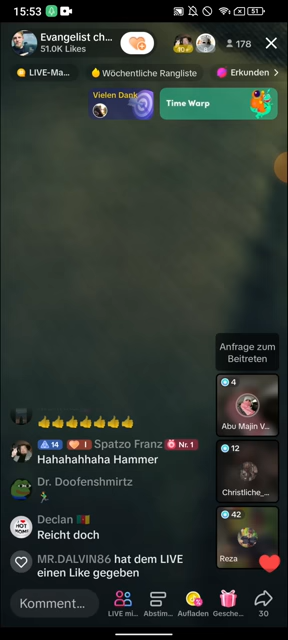 15:53
51
Evangelist ch...
51.0K Likes
178
LIVE-Ma...
Wöchentliche Rangliste
Erkunden
Vielen Dank
Time Warp
Anfrage zum
Beitreten
4
Abu Majin V...
👍👍👍👍👍👍👍
14
I
Spatzo Franz
Nr. 1
Hahahahhaha Hammer
12
Christliche_...
Dr. Doofenshmirtz
🏃
Declan 🇨🇲
Reicht doch
42
Reza
MR.DALVIN86 hat dem LIVE
einen Like gegeben
Komment...
LIVE mi...
Abstim...
Aufladen
Gesche...
30